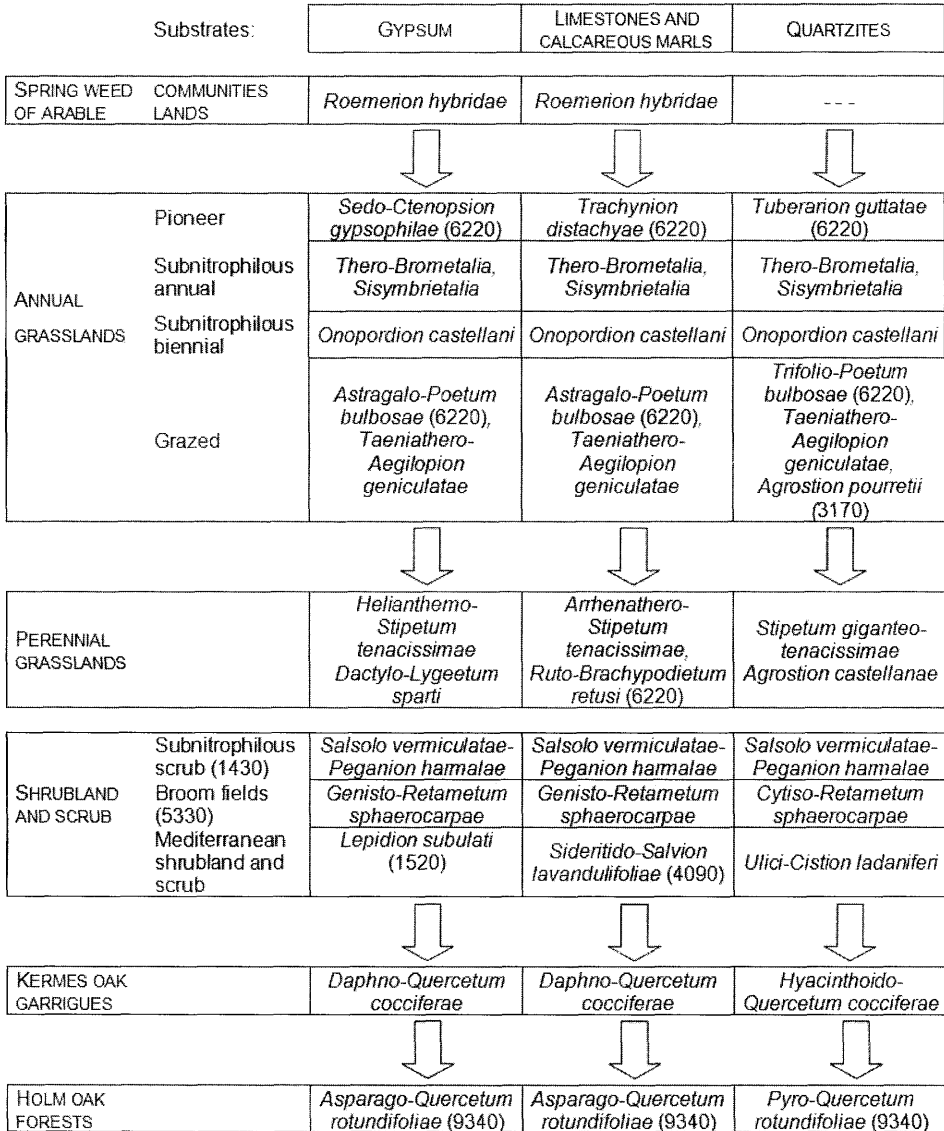 Substrates: GYPSUM LIMESTONES AND CALCAREOUS MARLS QUARTZITES
SPRING WEED COMMUNITIES
OF ARABLE LANDS
Roemerion hybridae Roemerion hybridae ---
ANNUAL
GRASSLANDS
Pioneer
Sedo-Ctenopsion
gypsophilae (6220)
Trachynion
distachyae (6220)
Tuberarion guttatae
(6220)
Subnitrophilous
annual
Thero-Brometalia,
Sisymbrietalia
Thero-Brometalia,
Sisymbrietalia
Thero-Brometalia,
Sisymbrietalia
Subnitrophilous
biennial
Onopordion castellani Onopordion castellani Onopordion castellani
Grazed
Astragalo-Poetum
bulbosae (6220),
Taeniathero-
Aegilopion
geniculatae
Astragalo-Poetum
bulbosae (6220),
Taeniathero-
Aegilopion
geniculatae
Trifolio-Poetum
bulbosae (6220),
Taeniathero-
Aegilopion
geniculatae,
Agrostion pourretii
(3170)
PERENNIAL
GRASSLANDS
Helianthemo-
Stipetum
tenacissimae
Dactylo-Lygeetum
sparti
Arrhenathero-
Stipetum
tenacissimae,
Ruto-Brachypodietum
retusi (6220)
Stipetum giganteo-
tenacissimae
Agrostion castellanae
SHRUBLAND
AND SCRUB
Subnitrophilous
scrub (1430)
Salsolo vermiculatae-
Peganion harmalae
Salsolo vermiculatae-
Peganion harmalae
Salsolo vermiculatae-
Peganion harmalae
Broom fields
(5330)
Genisto-Retametum
sphaerocarpae
Genisto-Retametum
sphaerocarpae
Cytiso-Retametum
sphaerocarpae
Mediterranean
shrubland and
scrub
Lepidion subulati
(1520)
Sideritido-Salvion
lavandulifoliae (4090)
Ulici-Cistion ladaniferi
KERMES OAK
GARRIGUES
Daphno-Quercetum
cocciferae
Daphno-Quercetum
cocciferae
Hyacinthoido-
Quercetum cocciferae
HOLM OAK
FORESTS
Asparago-Quercetum
rotundifoliae (9340)
Asparago-Quercetum
rotundifoliae (9340)
Pyro-Quercetum
rotundifoliae (9340)